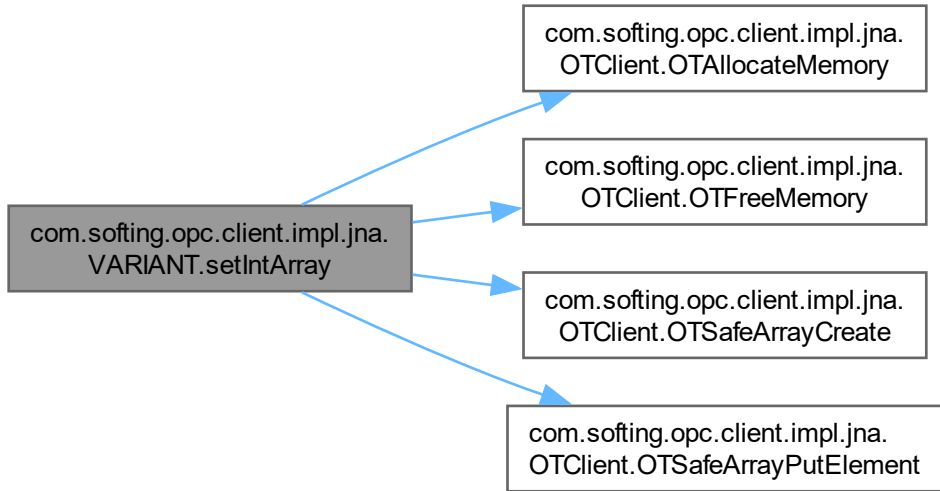 com.softing.opc.client.impl.jna.
OTClient.OTAllocateMemory
com.softing.opc.client.impl.jna.
OTClient.OTFreeMemory
com.softing.opc.client.impl.jna.
VARIANT.setIntArray
com.softing.opc.client.impl.jna.
OTClient.OTSafeArrayCreate
com.softing.opc.client.impl.jna.
OTClient.OTSafeArrayPutElement